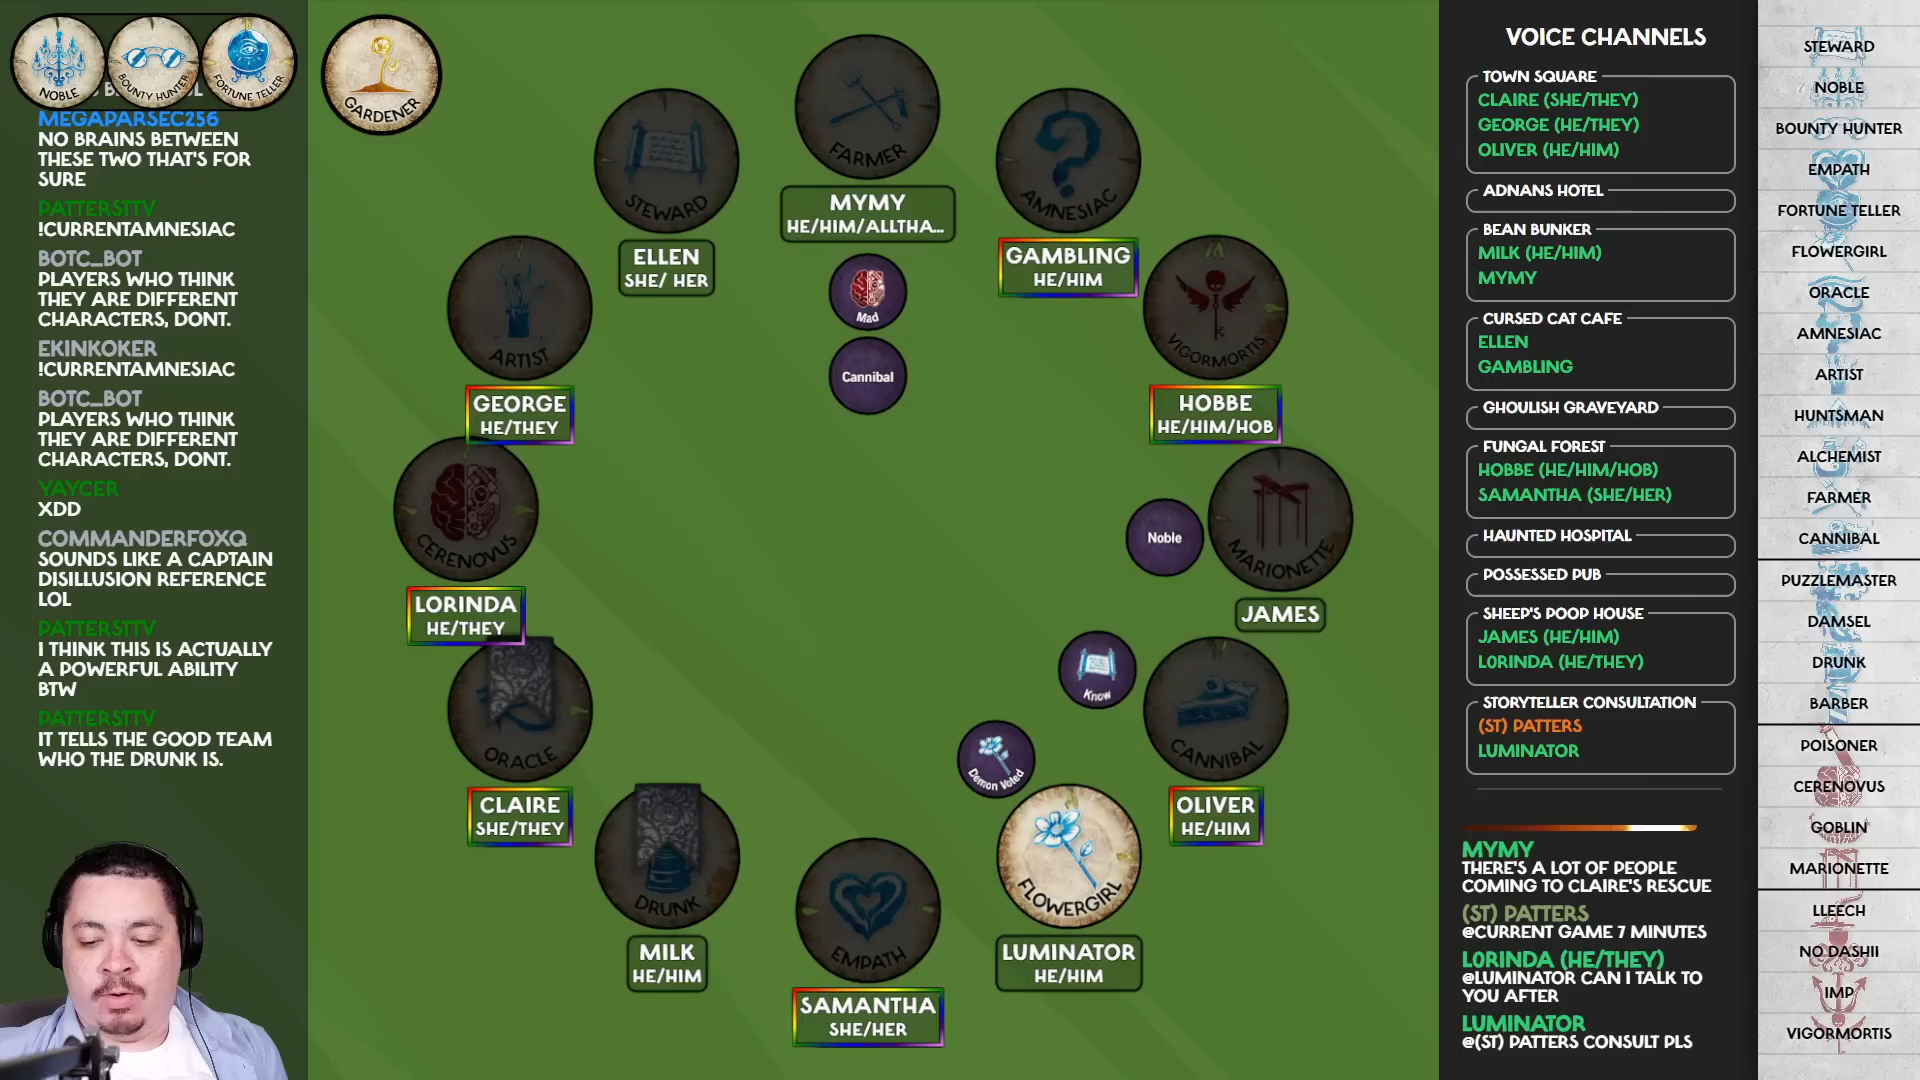 NOBLE
BOUNTY HUNTER
FORTUNE TELLER
GARDENER
MEGAPARSEC256
NO BRAINS BETWEEN
THESE TWO THAT'S FOR
SURE
PATTERSTTV
!CURRENTAMNESIAC
BOTC_BOT
PLAYERS WHO THINK
THEY ARE DIFFERENT
CHARACTERS, DONT.
EKINKOKER
!CURRENTAMNESIAC
BOTC_BOT
PLAYERS WHO THINK
THEY ARE DIFFERENT
CHARACTERS, DONT.
YAYCER
XDD
COMMANDERFOXQ
SOUNDS LIKE A CAPTAIN
DISILLUSION REFERENCE
LOL
PATTERSTTV
I THINK THIS IS ACTUALLY
A POWERFUL ABILITY
BTW
PATTERSTTV
IT TELLS THE GOOD TEAM
WHO THE DRUNK IS.
FARMER
MYMY
HE/HIM/ALLTHA...
Mad
Cannibal
AMNESIAC
GAMBLING
HE/HIM
VIGORMORTIS
HOBBE
HE/HIM/HOB
MARIONETTE
JAMES
Noble
CANNIBAL
OLIVER
HE/HIM
Know
FLOWERGIRL
LUMINATOR
HE/HIM
Demon Voted
EMPATH
SAMANTHA
SHE/HER
DRUNK
MILK
HE/HIM
ORACLE
CLAIRE
SHE/THEY
CERENOVUS
LORINDA
HE/THEY
ARTIST
GEORGE
HE/THEY
STEWARD
ELLEN
SHE/ HER
VOICE CHANNELS
TOWN SQUARE
CLAIRE (SHE/THEY)
GEORGE (HE/THEY)
OLIVER (HE/HIM)
ADNANS HOTEL
BEAN BUNKER
MILK (HE/HIM)
MYMY
CURSED CAT CAFE
ELLEN
GAMBLING
GHOULISH GRAVEYARD
FUNGAL FOREST
HOBBE (HE/HIM/HOB)
SAMANTHA (SHE/HER)
HAUNTED HOSPITAL
POSSESSED PUB
SHEEP'S POOP HOUSE
JAMES (HE/HIM)
LORINDA (HE/THEY)
STORYTELLER CONSULTATION
(ST) PATTERS
LUMINATOR
MYMY
THERE'S A LOT OF PEOPLE
COMING TO CLAIRE'S RESCUE
(ST) PATTERS
@CURRENT GAME 7 MINUTES
LORINDA (HE/THEY)
@LUMINATOR CAN I TALK TO
YOU AFTER
LUMINATOR
@(ST) PATTERS CONSULT PLS
STEWARD
NOBLE
BOUNTY HUNTER
EMPATH
FORTUNE TELLER
FLOWERGIRL
ORACLE
AMNESIAC
ARTIST
HUNTSMAN
ALCHEMIST
FARMER
CANNIBAL
PUZZLEMASTER
DAMSEL
DRUNK
BARBER
POISONER
CERENOVUS
GOBLIN
MARIONETTE
LLEECH
NO DASHII
IMP
VIGORMORTIS